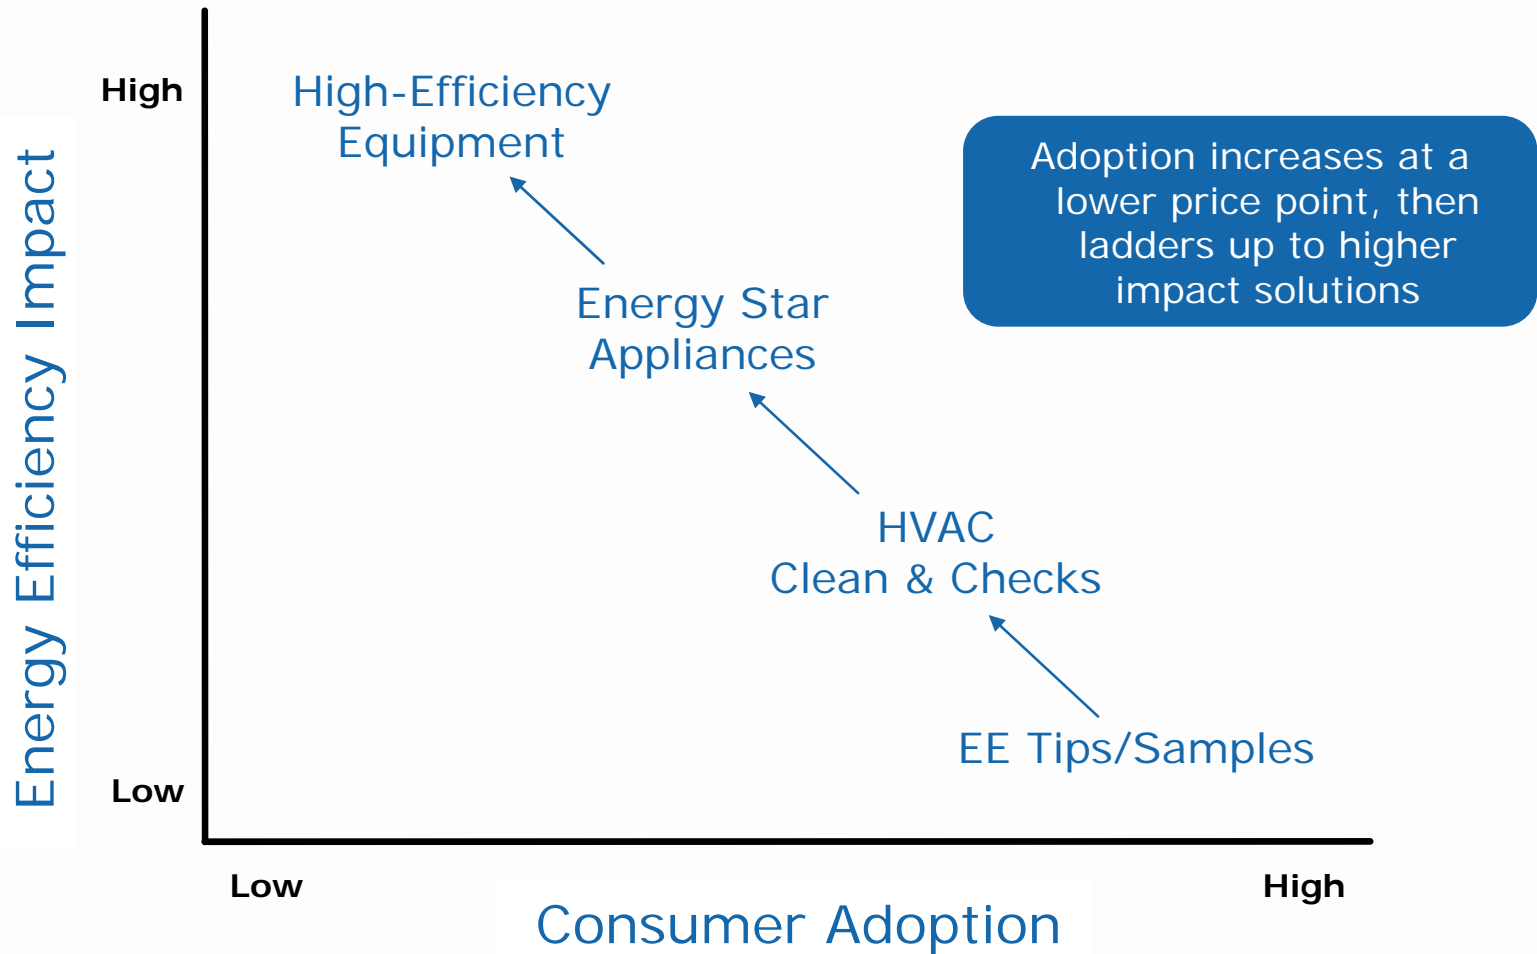 High
High-Efficiency
Equipment
Adoption increases at a
lower price point, then
ladders up to higher
impact solutions
Energy Efficiency Impact
Energy Star
Appliances
HVAC
Clean & Checks
EE Tips/Samples
Low
Low
High
Consumer Adoption